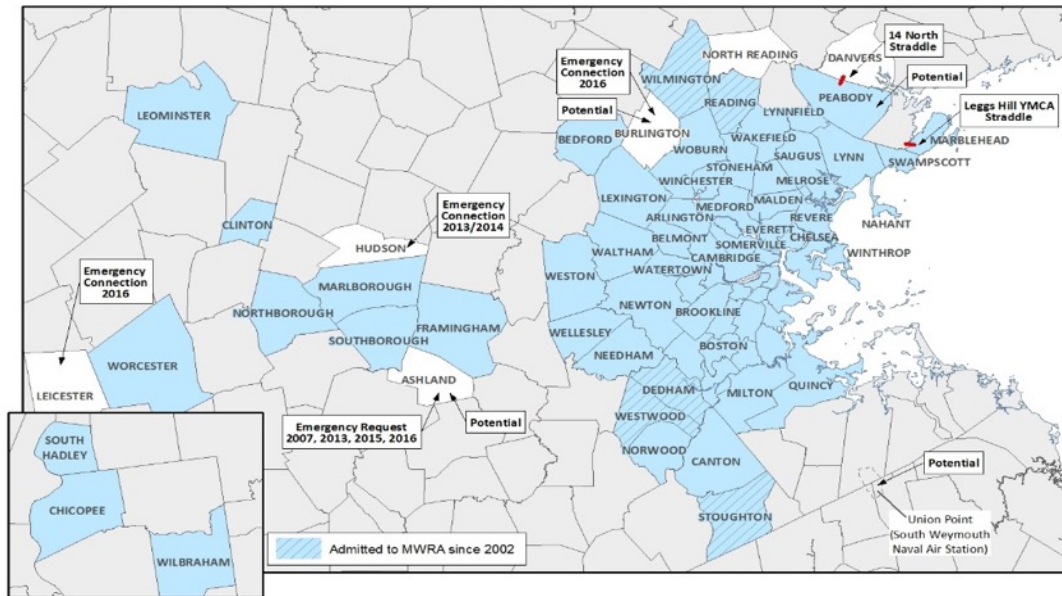 NORTH READING
14 North
Straddle
DANVERS
Emergency
Connection
2016
WILMINGTON
Potential
Potential
LEOMINSTER
READING
PEABODY
LYNNFIELD
Leggs Hill YMCA
Straddle
BURLINGTON
BEDFORD
WAKEFIELD
MARBLEHEAD
WOBURN
SAUGUS
LYNN
SWAMPSCOTT
STONEHAM
WINCHESTER
MELROSE
LEXINGTON
MEDFORD
MALDEN
Emergency
Connection
2013/2014
CLINTON
ARLINGTON
REVERE
NAHANT
EVERETT
HUDSON
BELMONT
SOMERVILLE
CHELSEA
WALTHAM
CAMBRIDGE
WINTHROP
Emergency
Connection
2016
WATERTOWN
WESTON
MARLBOROUGH
NORTHBOROUGH
NEWTON
BROOKLINE
FRAMINGHAM
WELLESLEY
SOUTHBOROUGH
BOSTON
NEEDHAM
WORCESTER
ASHLAND
QUINCY
DEDHAM
MILTON
LEICESTER
WESTWOOD
Emergency Request
2007, 2013, 2015, 2016
Potential
NORWOOD
CANTON
SOUTH
HADLEY
Potential
CHICOPEE
STOUGHTON
Union Point
(South Weymouth
Naval Air Station)
WILBRAHAM
Admitted to MWRA since 2002